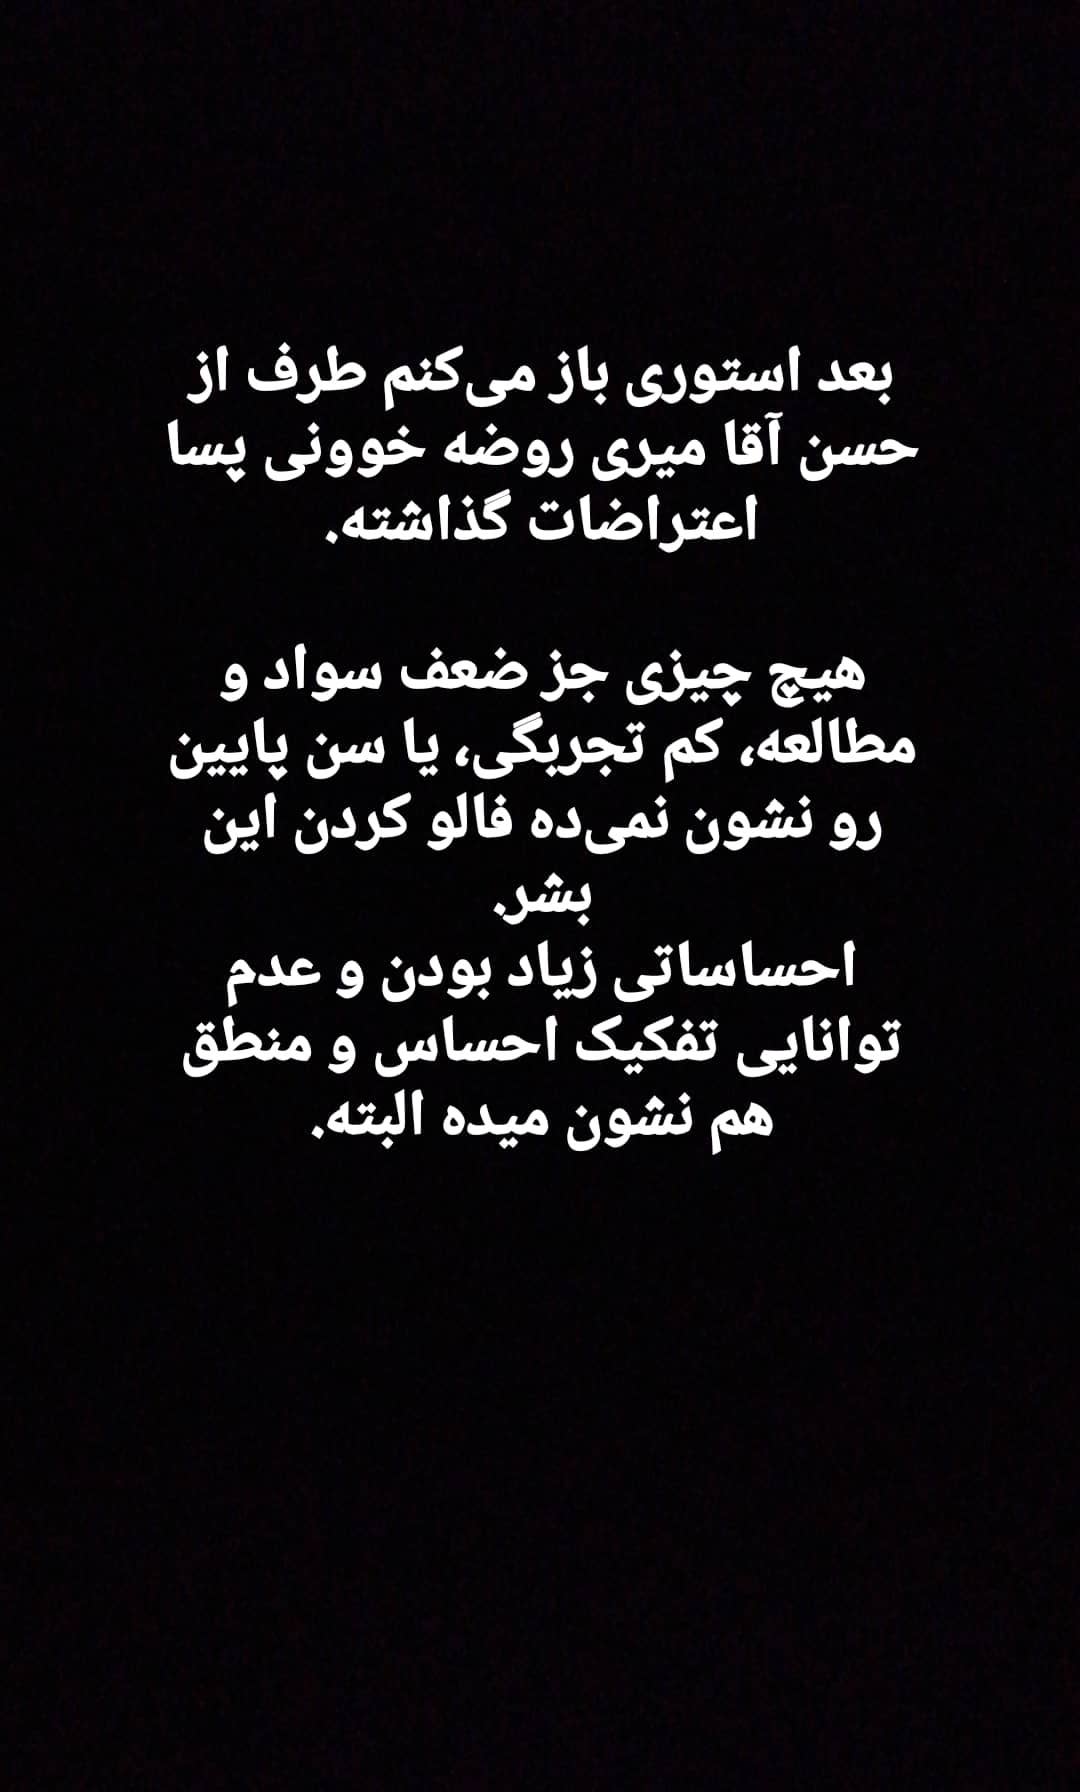 بعد استوری باز می‌کنم طرف از
حسن آقا میری روضه خوونی پسا
اعتراضات گذاشته.
هیچ چیزی جز ضعف سواد و
مطالعه، کم تجربگی، یا سن پایین
رو نشون نمی‌ده فالو کردن این
بشر.
احساساتی زیاد بودن و عدم
توانایی تفکیک احساس و منطق
هم نشون میده البته.